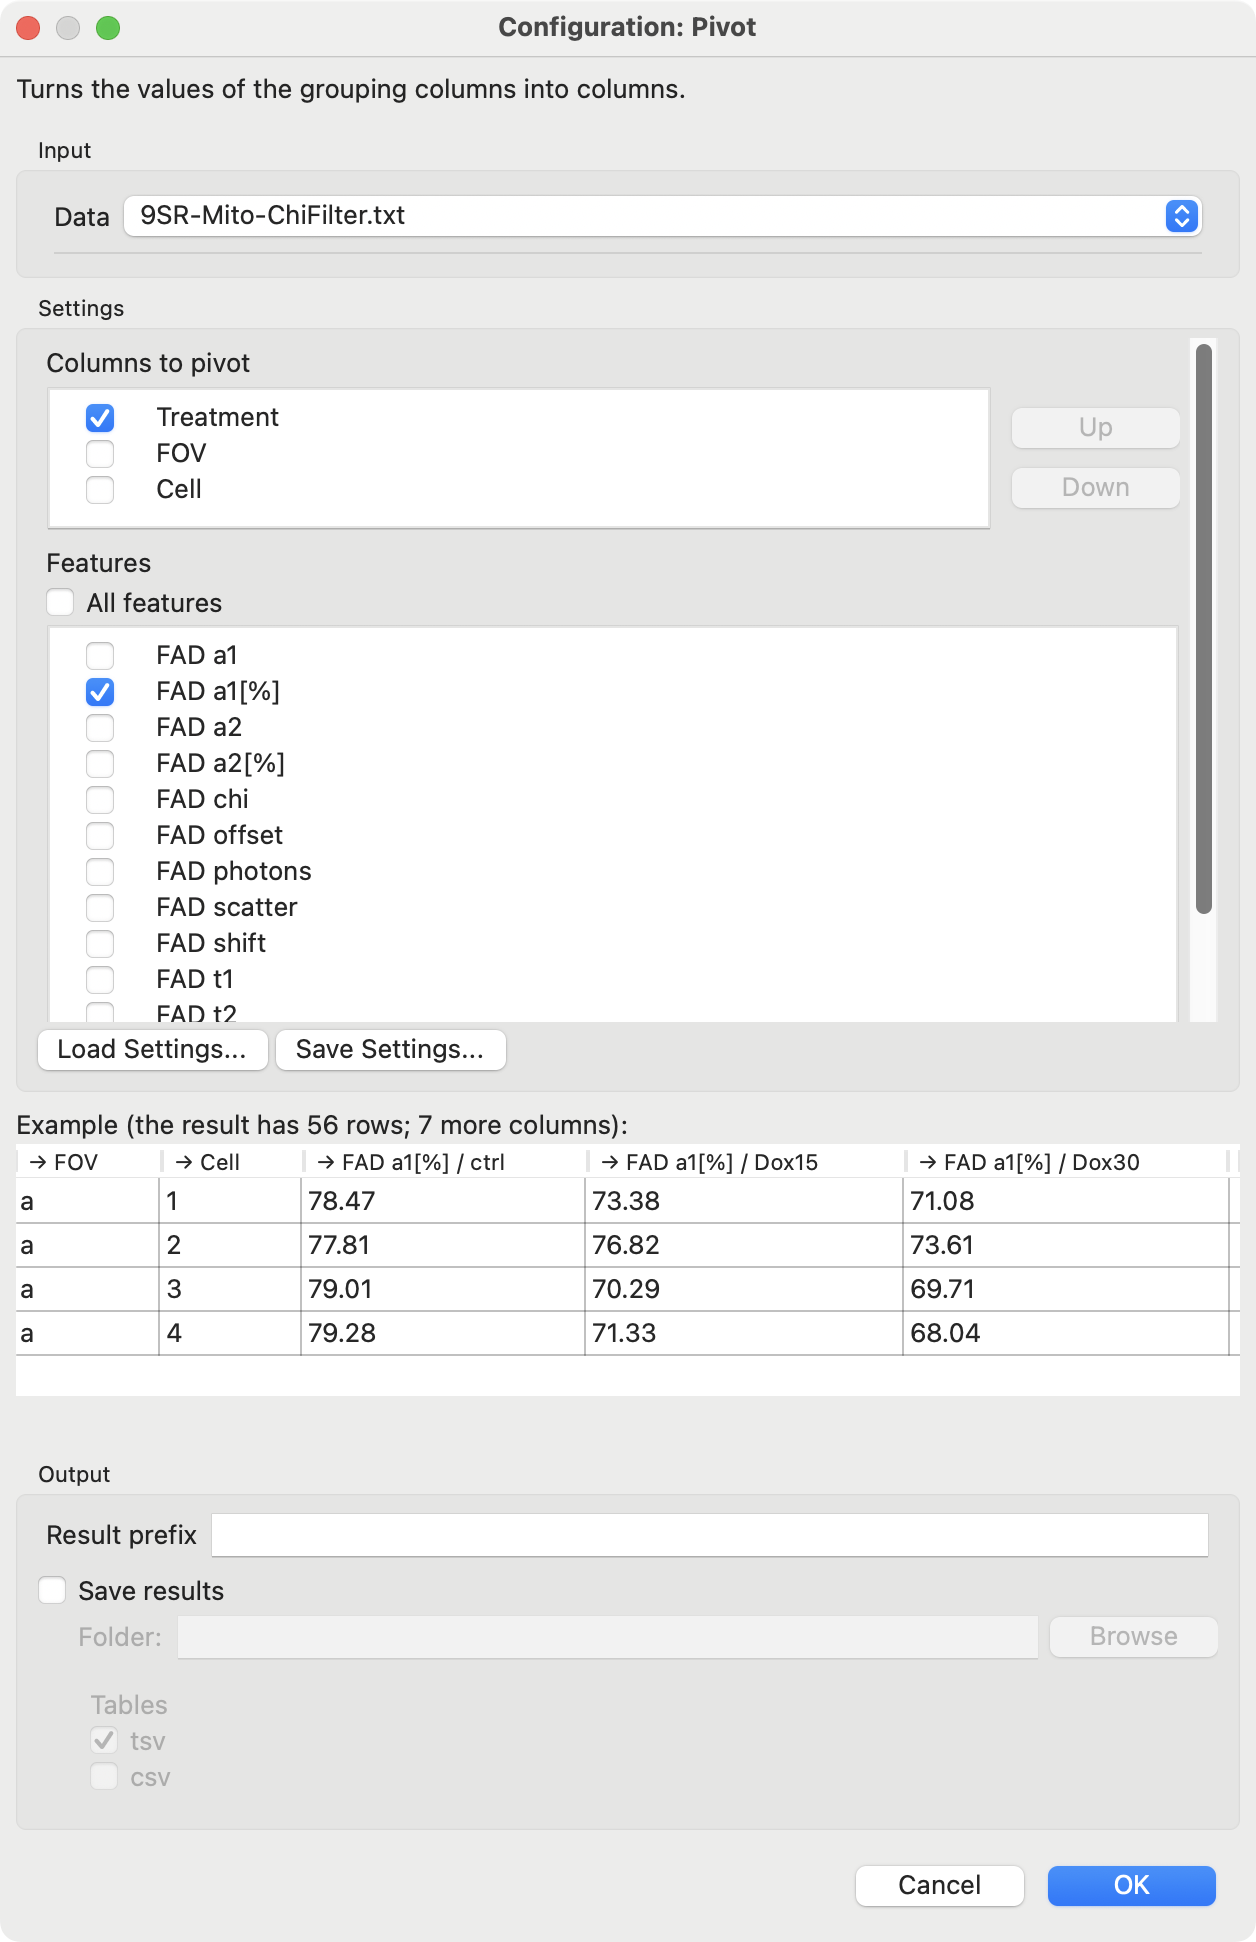 Configuration: Pivot
Turns the values of the grouping columns into columns.
Input
Data 9SR-Mito-ChiFilter.txt
Settings
Columns to pivot
Treatment
FOV
Cell
Up
Down
Features
All features
FAD a1
FAD a1[%]
FAD a2
FAD a2[%]
FAD chi
FAD offset
FAD photons
FAD scatter
FAD shift
FAD t1
FAD t2
Load Settings... Save Settings...
Example (the result has 56 rows; 7 more columns):
→ FOV → Cell → FAD a1[%] / ctrl → FAD a1[%] / Dox15 → FAD a1[%] / Dox30
a 1 78.47 73.38 71.08
a 2 77.81 76.82 73.61
a 3 79.01 70.29 69.71
a 4 79.28 71.33 68.04
Output
Result prefix
Save results
Folder: Browse
Tables
tsv
csv
Cancel OK